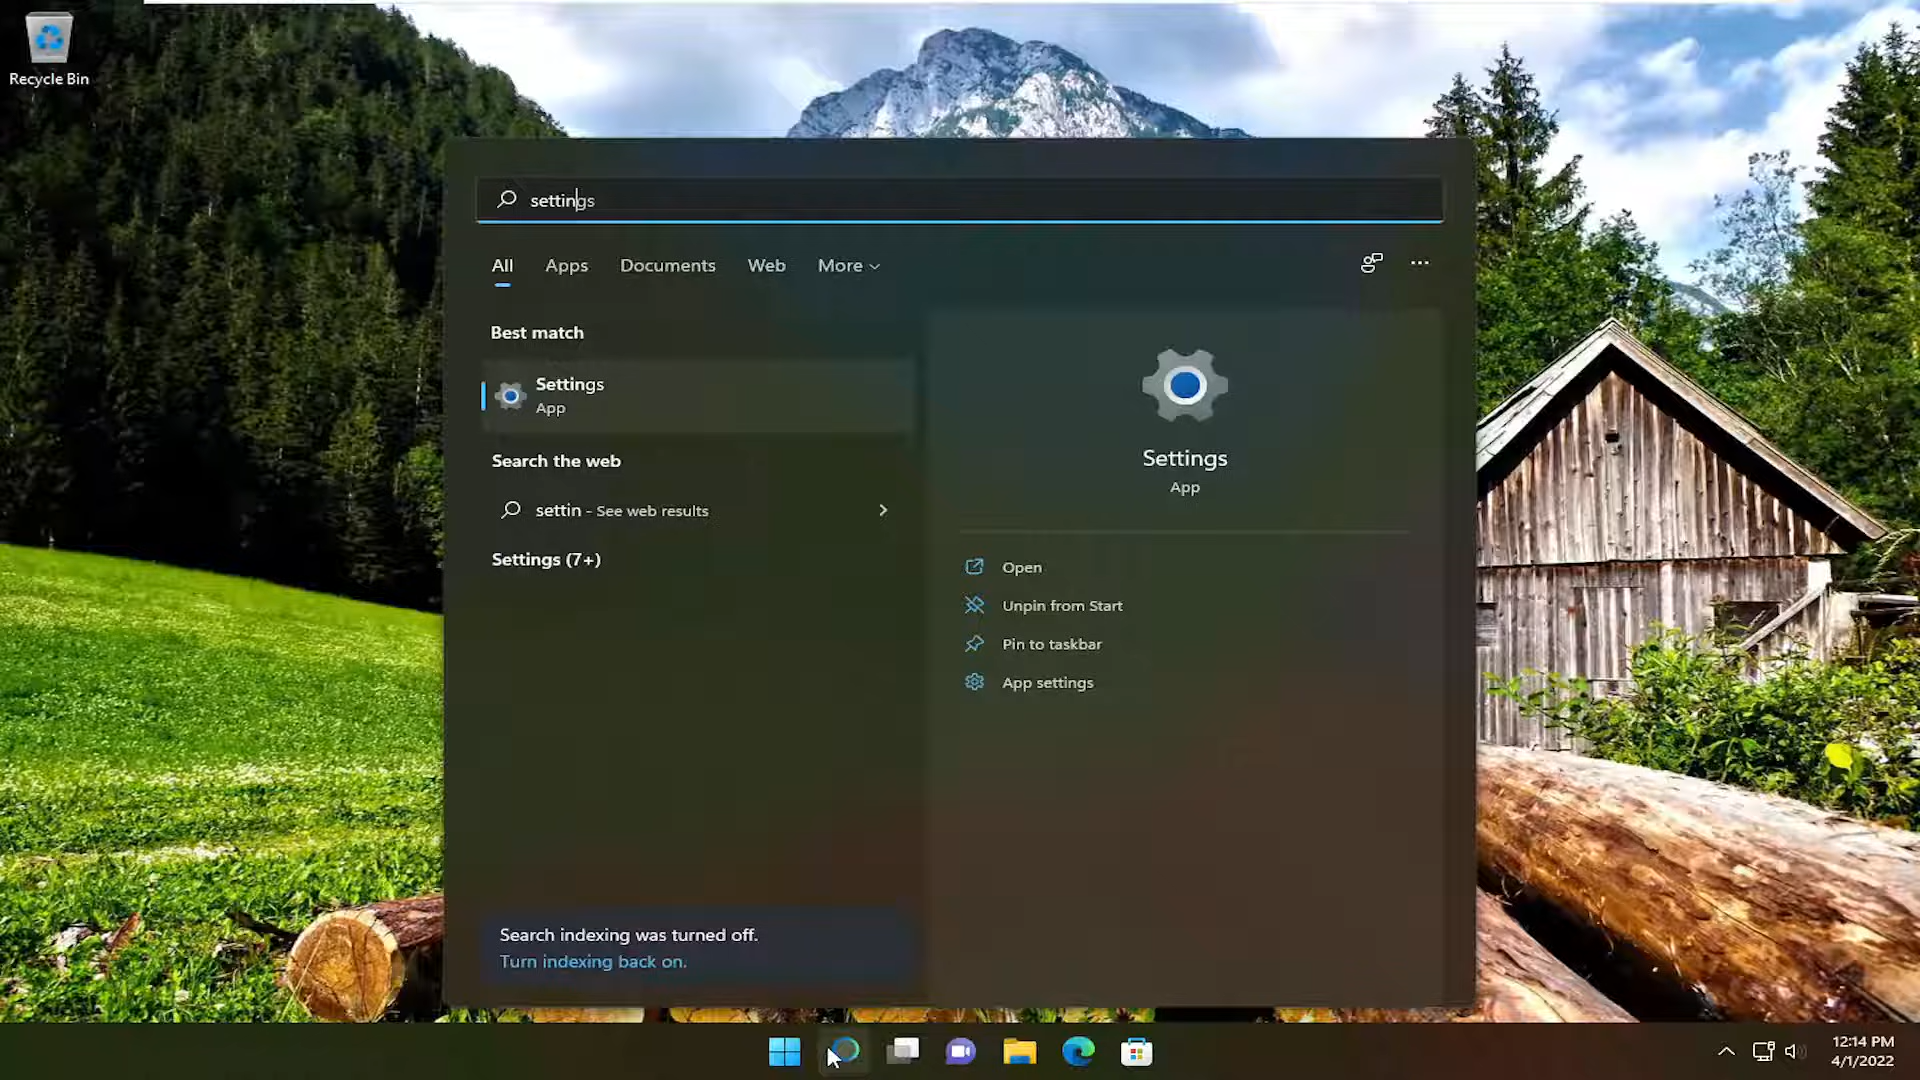 Recycle Bin
settings
All Apps Documents Web More
Best match
Settings
App
Search the web
settin - See web results
Settings (7+)
Search indexing was turned off.
Turn indexing back on.
Settings
App
Open
Unpin from Start
Pin to taskbar
App settings
12:14 PM
4/1/2022